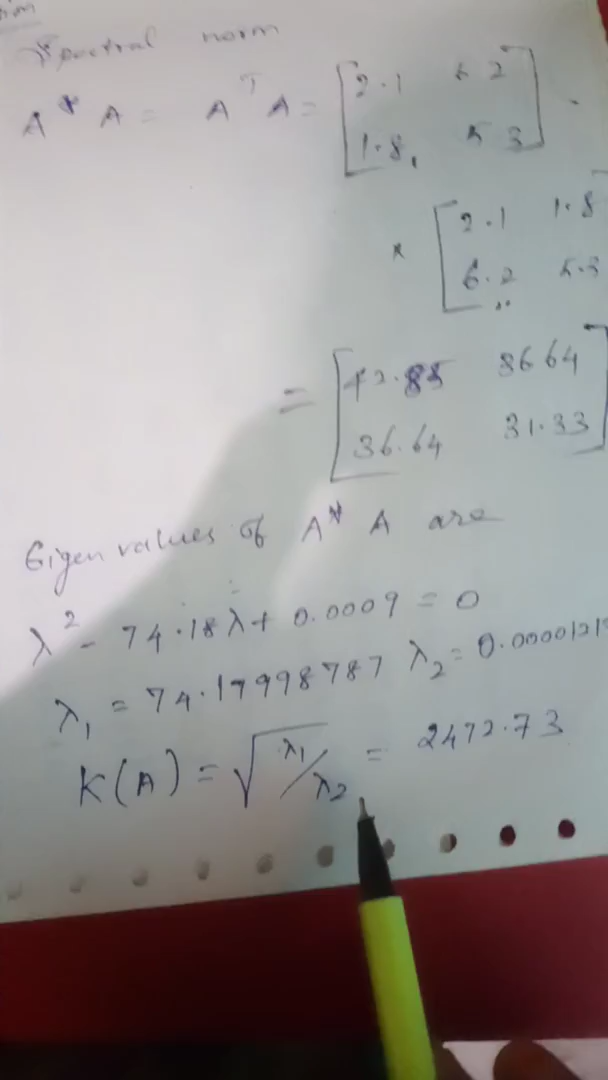 Spectral norm
A* A = A^T A = [2.1 6.2
1.8 5.3]
× [2.1 1.8
6.2 5.3
= [42.85 36.64
36.64 31.33]
Eigen values of A* A are
λ² - 74.18λ + 0.0009 = 0
λ₁ = 74.17998787 λ₂ = 0.0000121
K(A) = √λ₁/λ₂ = 2472.73